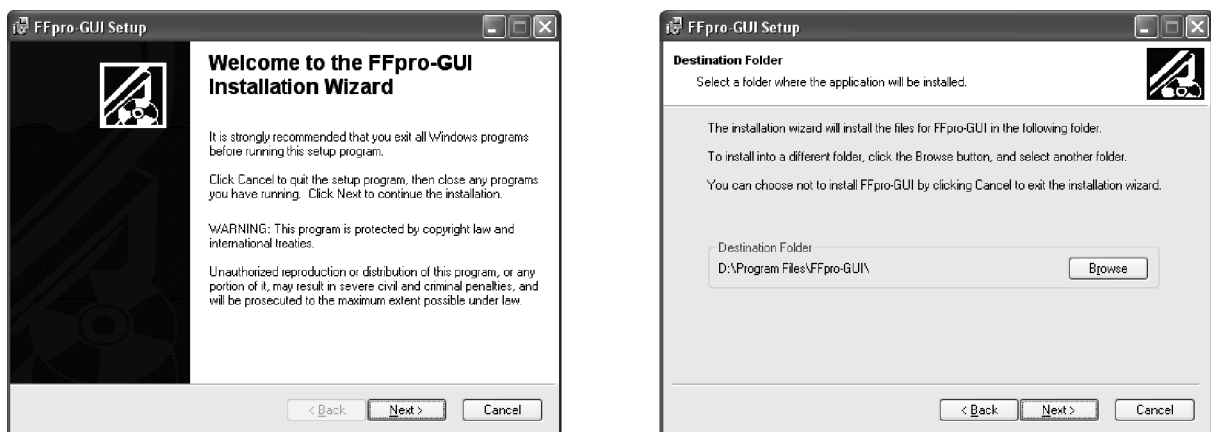 FFpro-GUI Setup
Welcome to the FFpro-GUI
Installation Wizard
It is strongly recommended that you exit all Windows programs
before running this setup program.
Click Cancel to quit the setup program, then close any programs
you have running. Click Next to continue the installation.
WARNING: This program is protected by copyright law and
international treaties.
Unauthorized reproduction or distribution of this program, or any
portion of it, may result in severe civil and criminal penalties, and
will be prosecuted to the maximum extent possible under law.
< Back
Next >
Cancel
FFpro-GUI Setup
Destination Folder
Select a folder where the application will be installed.
The installation wizard will install the files for FFpro-GUI in the following folder.
To install into a different folder, click the Browse button, and select another folder.
You can choose not to install FFpro-GUI by clicking Cancel to exit the installation wizard.
Destination Folder
D:\Program Files\FFpro-GUI\
Browse
< Back
Next >
Cancel